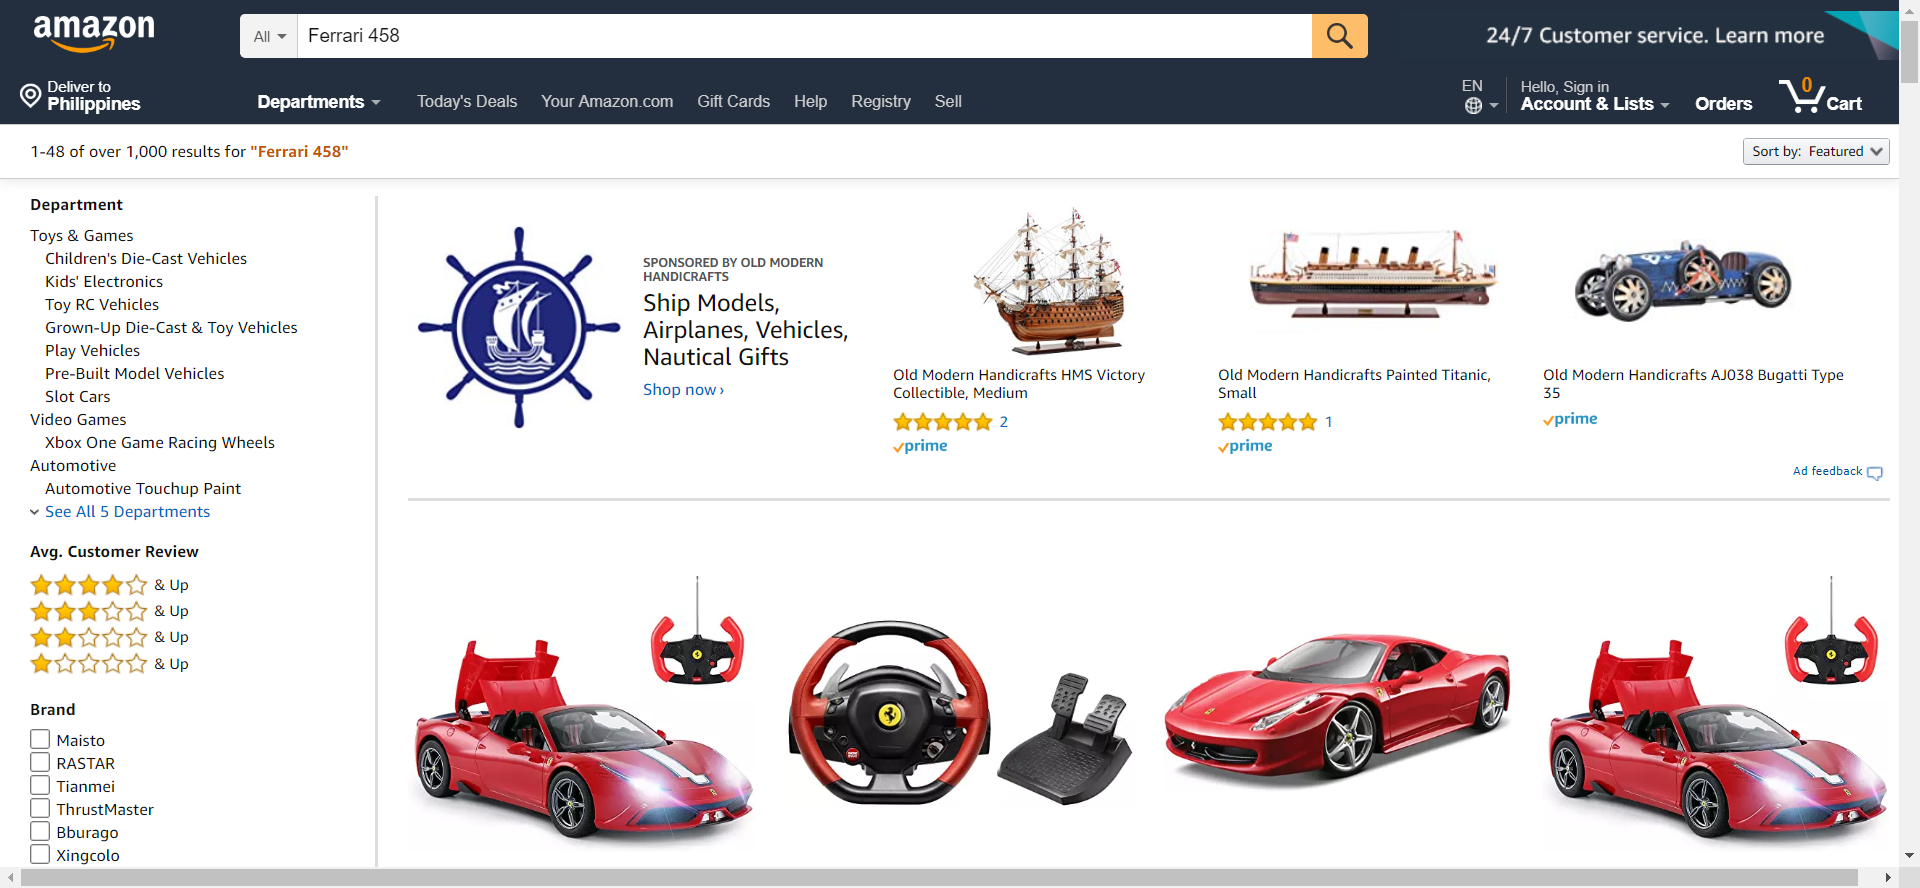 amazon
All
Ferrari 458
24/7 Customer service. Learn more
Deliver to
Philippines
Departments
Today's Deals
Your Amazon.com
Gift Cards
Help
Registry
Sell
EN
Hello, Sign in
Account & Lists
Orders
0
Cart
1-48 of over 1,000 results for "Ferrari 458"
Sort by: Featured
Department
Toys & Games
Children's Die-Cast Vehicles
Kids' Electronics
Toy RC Vehicles
Grown-Up Die-Cast & Toy Vehicles
Play Vehicles
Pre-Built Model Vehicles
Slot Cars
Video Games
Xbox One Game Racing Wheels
Automotive
Automotive Touchup Paint
See All 5 Departments
Avg. Customer Review
& Up
& Up
& Up
& Up
Brand
Maisto
RASTAR
Tianmei
ThrustMaster
Bburago
Xingcolo
SPONSORED BY OLD MODERN
HANDICRAFTS
Ship Models,
Airplanes, Vehicles,
Nautical Gifts
Shop now ›
Old Modern Handicrafts HMS Victory
Collectible, Medium
2
prime
Old Modern Handicrafts Painted Titanic,
Small
1
prime
Old Modern Handicrafts AJ038 Bugatti Type
35
prime
Ad feedback